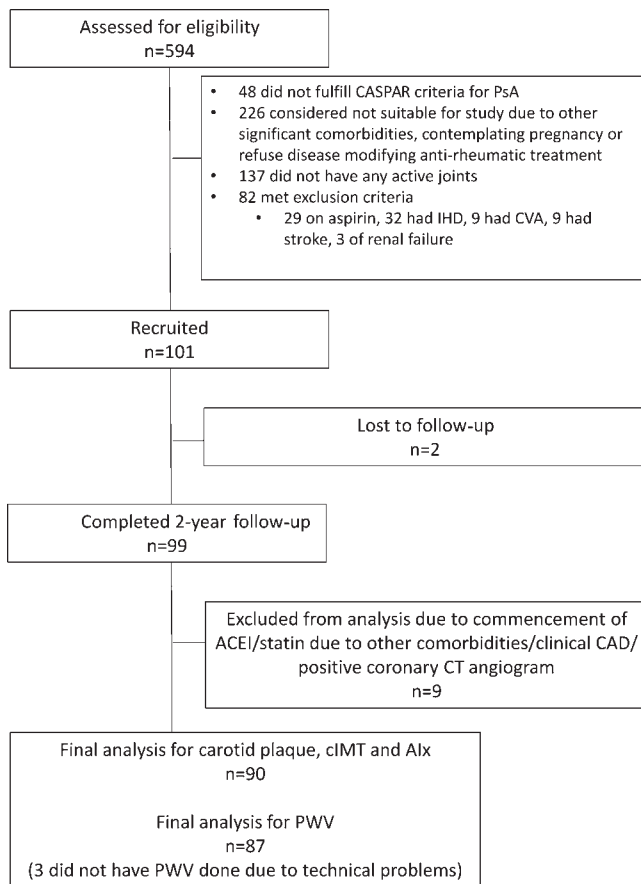 Assessed for eligibility
n=594
• 48 did not fulfill CASPAR criteria for PsA
• 226 considered not suitable for study due to other
significant comorbidities, contemplating pregnancy or
refuse disease modifying anti-rheumatic treatment
• 137 did not have any active joints
• 82 met exclusion criteria
• 29 on aspirin, 32 had IHD, 9 had CVA, 9 had
stroke, 3 of renal failure
Recruited
n=101
Lost to follow-up
n=2
Completed 2-year follow-up
n=99
Excluded from analysis due to commencement of
ACEI/statin due to other comorbidities/clinical CAD/
positive coronary CT angiogram
n=9
Final analysis for carotid plaque, cIMT and AIx
n=90
Final analysis for PWV
n=87
(3 did not have PWV done due to technical problems)